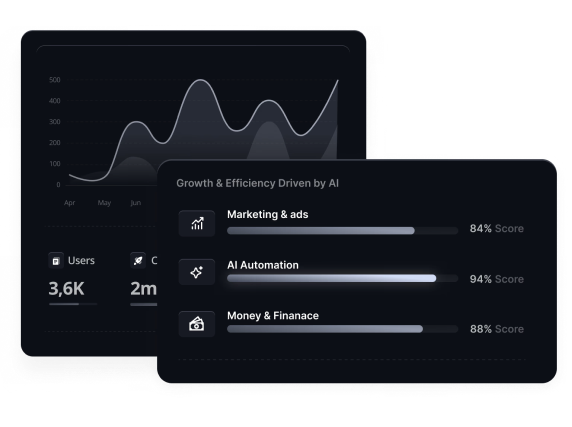 500
400
300
200
100
0
Apr May Jun
Users
3,6K
2m
Growth & Efficiency Driven by AI
Marketing & ads
84% Score
AI Automation
94% Score
Money & Finanace
88% Score